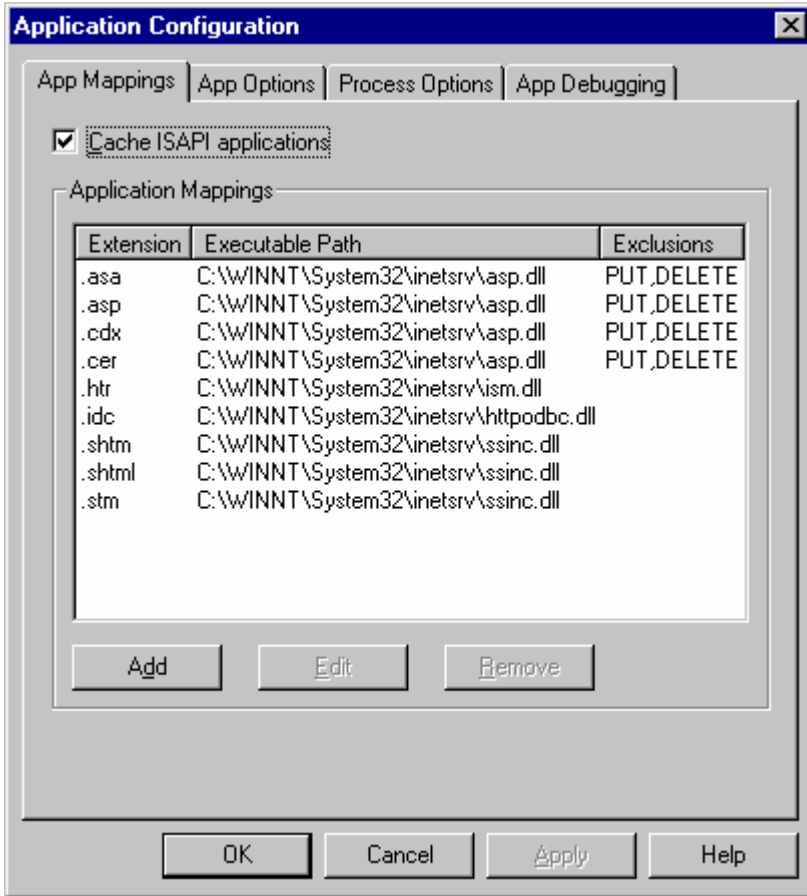 Application Configuration
App Mappings App Options Process Options App Debugging
Cache ISAPI applications
Application Mappings
Extension Executable Path Exclusions
.asa C:\WINNT\System32\inetsrv\asp.dll PUT,DELETE
.asp C:\WINNT\System32\inetsrv\asp.dll PUT,DELETE
.cdx C:\WINNT\System32\inetsrv\asp.dll PUT,DELETE
.cer C:\WINNT\System32\inetsrv\asp.dll PUT,DELETE
.htr C:\WINNT\System32\inetsrv\ism.dll
.idc C:\WINNT\System32\inetsrv\httpodbc.dll
.shtm C:\WINNT\System32\inetsrv\ssinc.dll
.shtml C:\WINNT\System32\inetsrv\ssinc.dll
.stm C:\WINNT\System32\inetsrv\ssinc.dll
Add Edit Remove
OK Cancel Apply Help